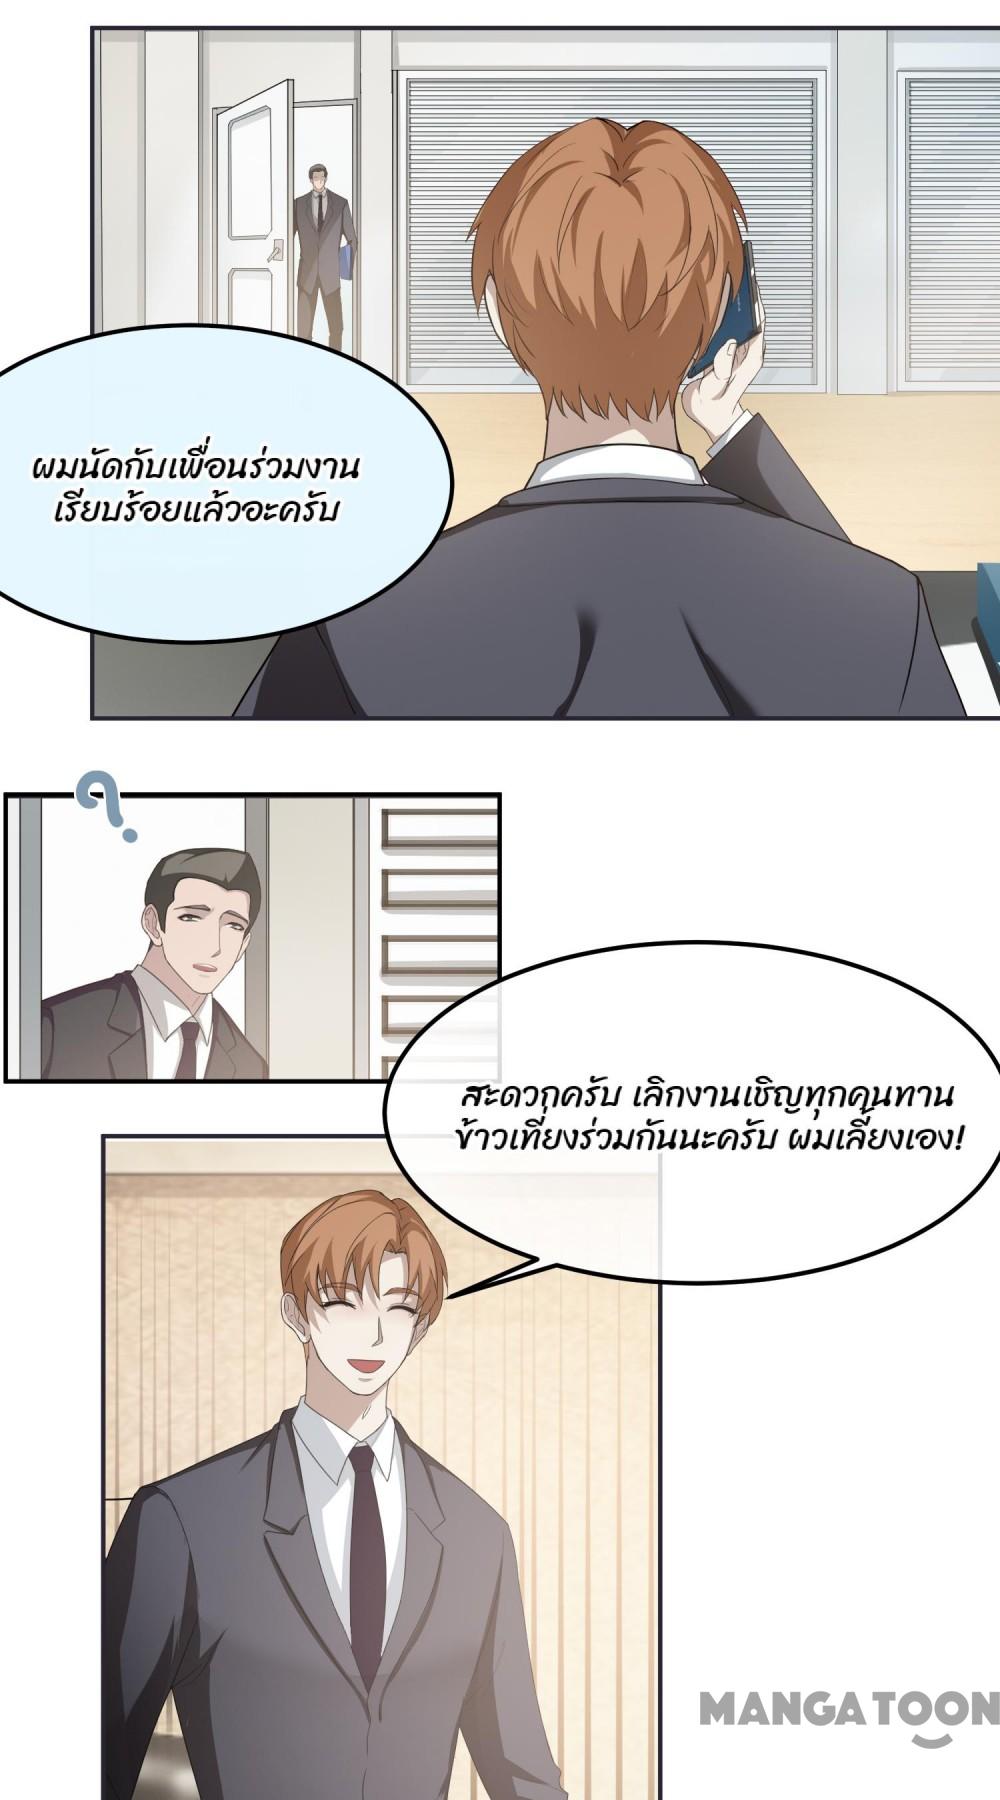 ผมนัดกับเพื่อนร่วมงาน
เรียบร้อยแล้วอะครับ
?
สะดวกครับ เลิกงานเชิญทุกคนทาน
ข้าวเที่ยงร่วมกันนะครับ ผมเลี้ยงเอง!
MANGATOON